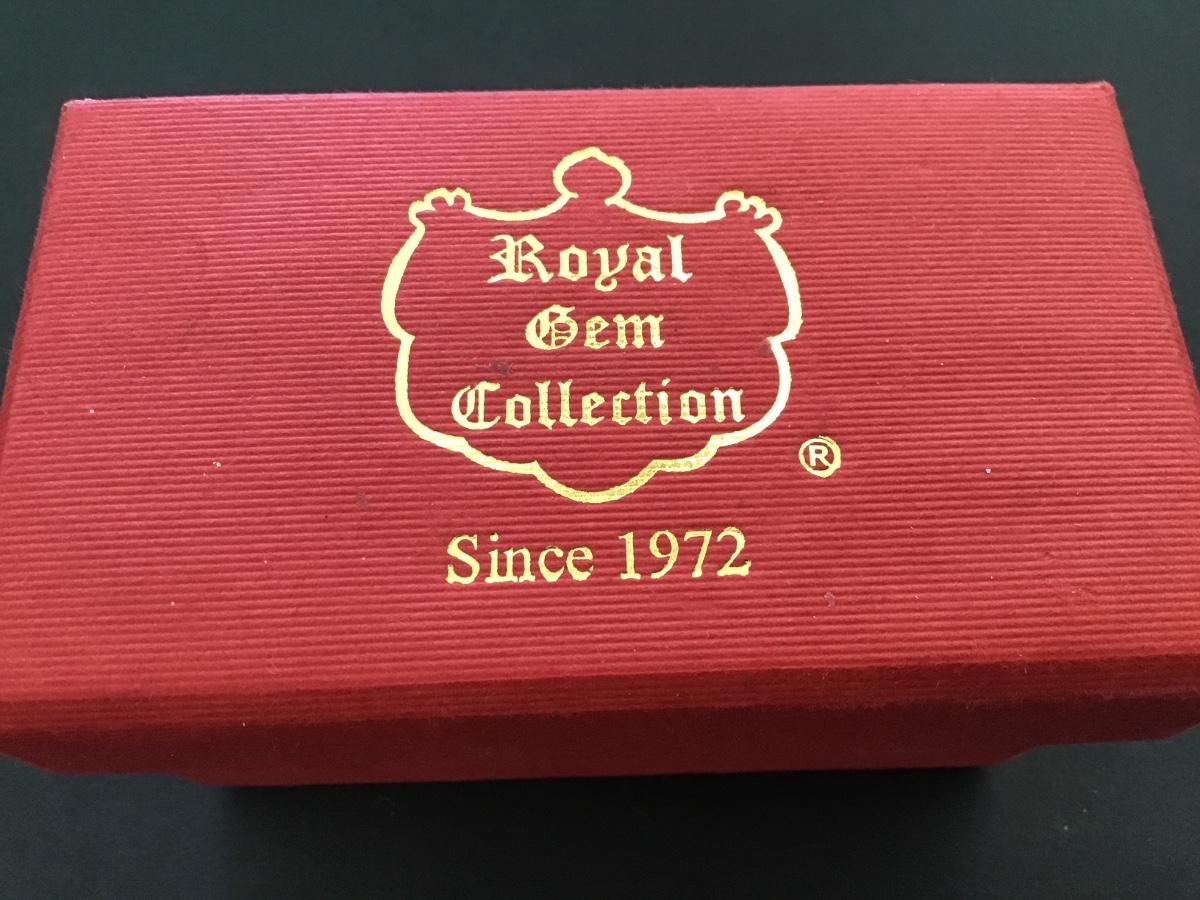 Royal
Gem
Collection
®
Since 1972